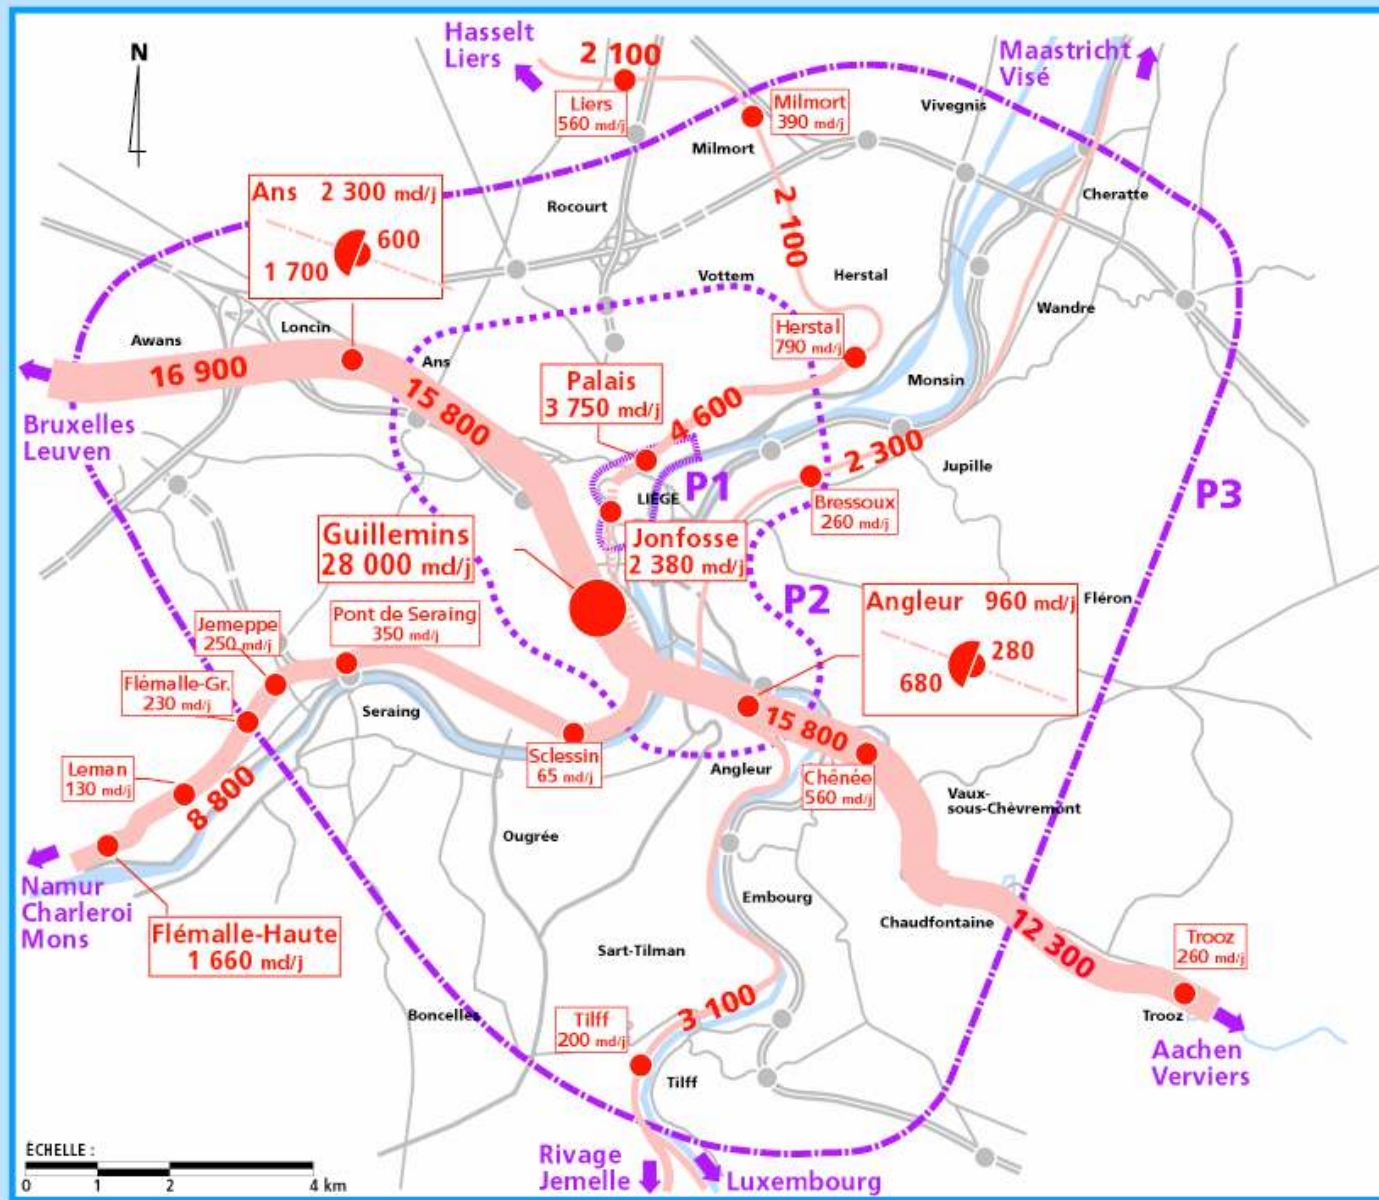 Hasselt
Liers
2 100
Maastricht
Visé
N
Liers
560 md/j
Milmort
390 md/j
Vivegnis
Milmort
Cheratte
Ans 2 300 md/j
600
1 700
Rocourt
2 100
Vottem
Herstal
Wandre
Awans
Loncin
Herstal
790 md/j
16 900
Ans
Palais
3 750 md/j
Monsin
Bruxelles
Leuven
15 800
4 600
2 300
Jupille
P1
LIÈGE
P3
Bressoux
260 md/j
Guillemins
28 000 md/j
Jonfosse
2 380 md/j
P2
Angleur 960 md/j
280
680
Fléron
Pont de Seraing
350 md/j
Jemeppe
250 md/j
Flémalle-Gr.
230 md/j
Seraing
15 800
Sclessin
65 md/j
Angleur
Chênée
560 md/j
Leman
130 md/j
8 800
Vaux-
sous-Chèvremont
Ougrée
Namur
Charleroi
Mons
Embourg
Chaudfontaine
12 300
Flémalle-Haute
1 660 md/j
Sart-Tilman
Trooz
260 md/j
3 100
Boncelles
Tilff
200 md/j
Trooz
Tilff
Aachen
Verviers
ÉCHELLE :
0 1 2 4 km
Rivage
Jemelle
Luxembourg